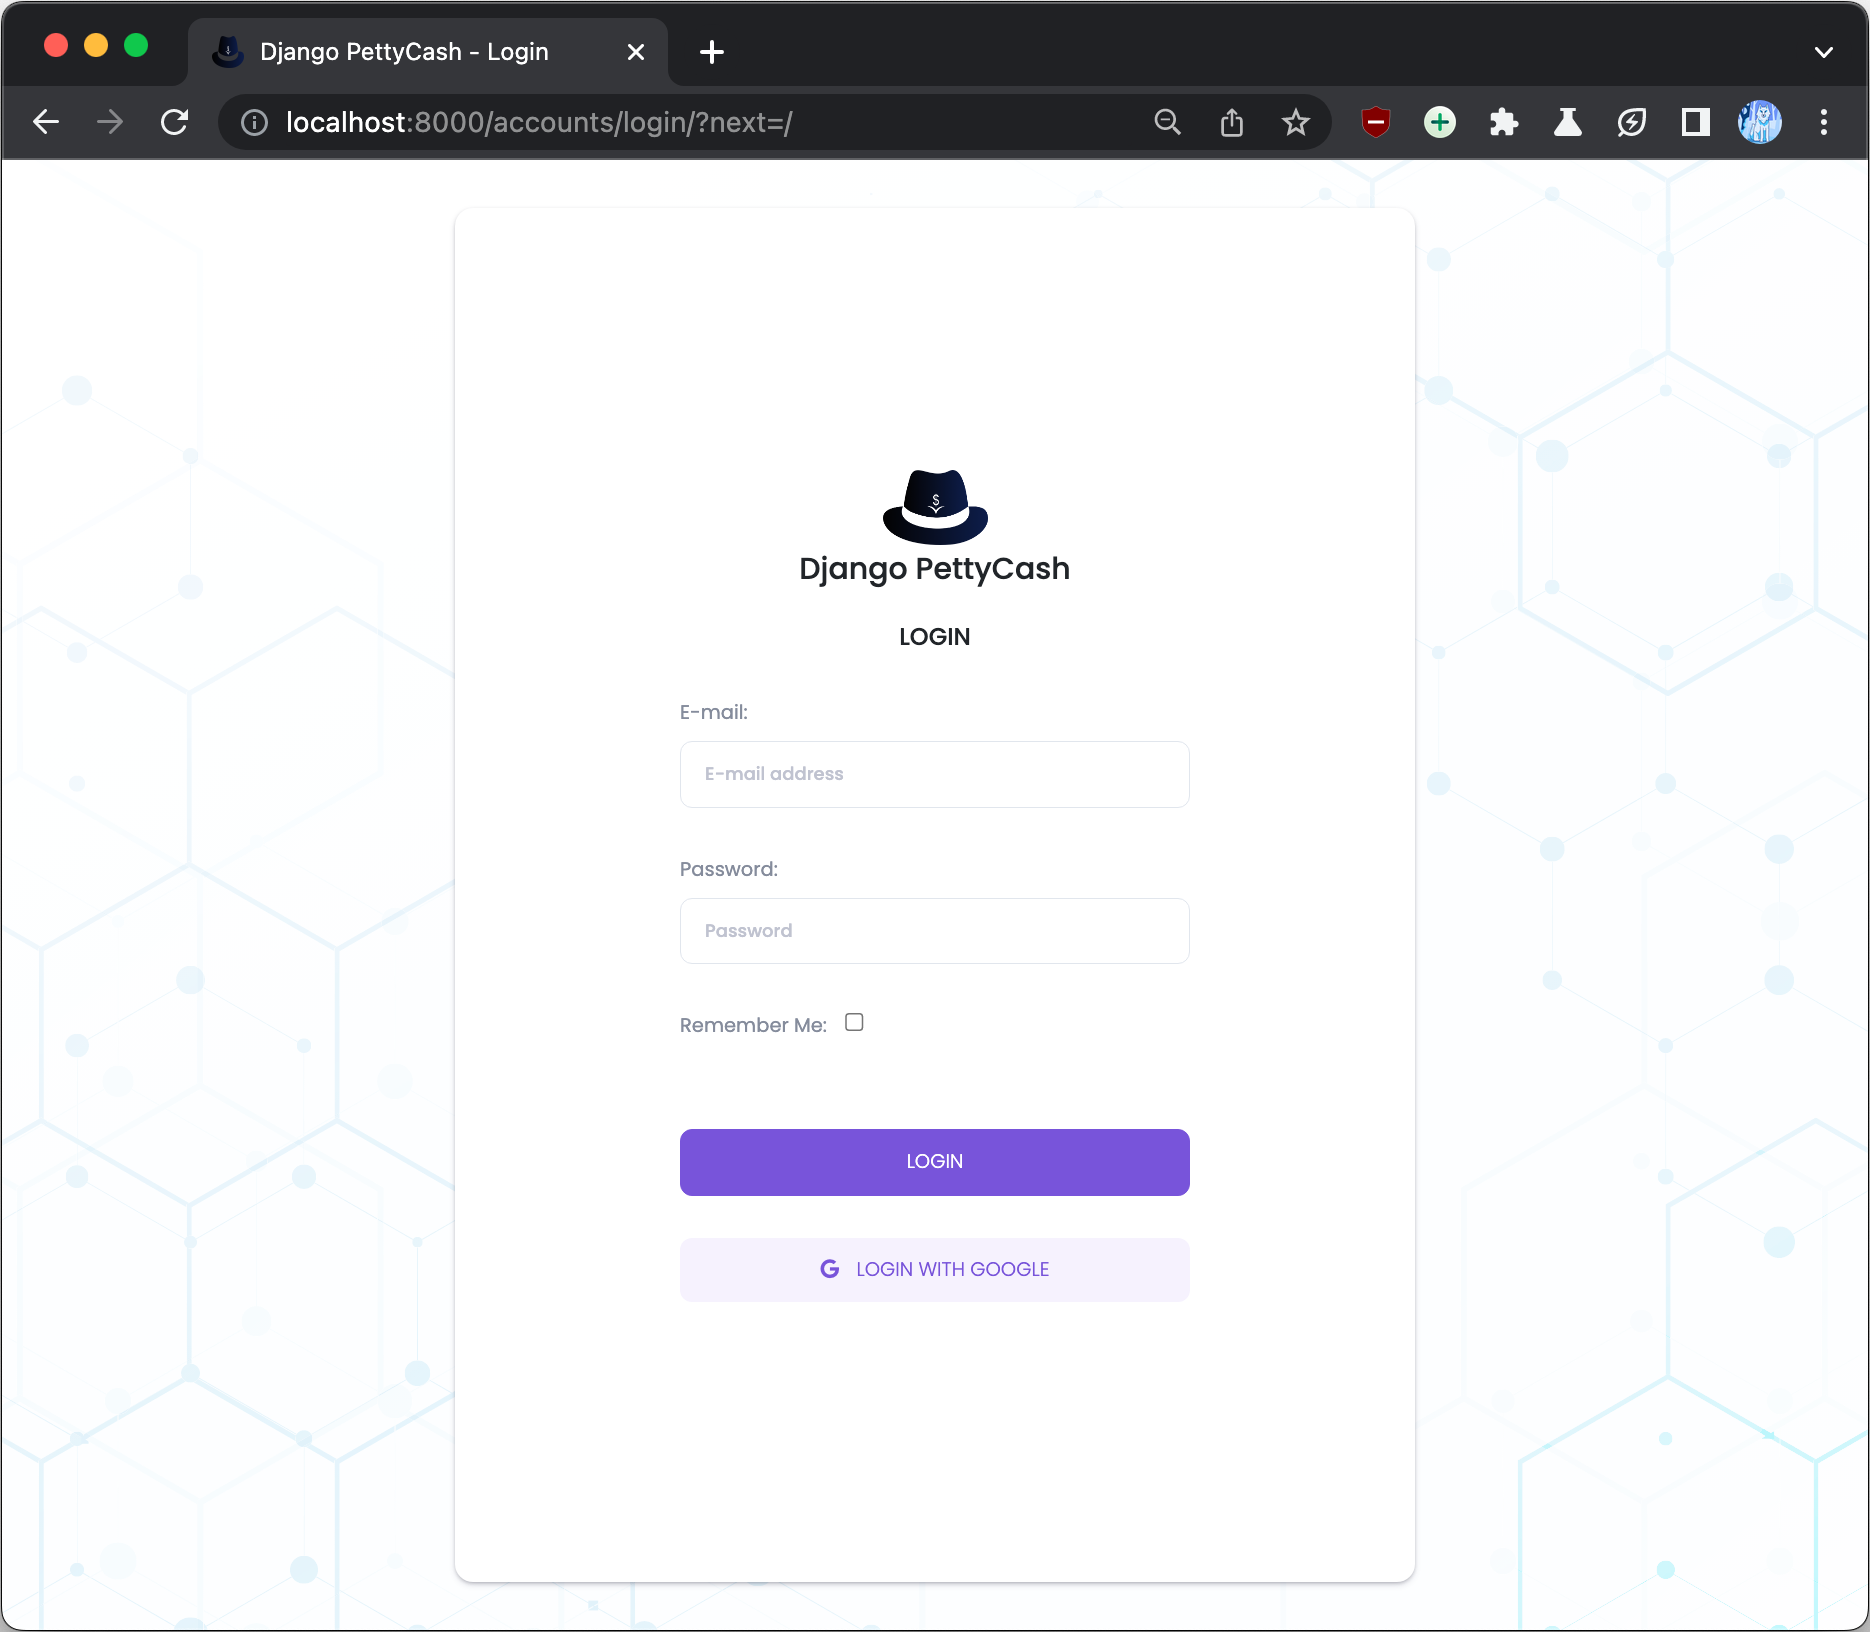 Django PettyCash - Login
localhost:8000/accounts/login/?next=/
$
Django PettyCash
LOGIN
E-mail:
E-mail address
Password:
Password
Remember Me:
LOGIN
G LOGIN WITH GOOGLE